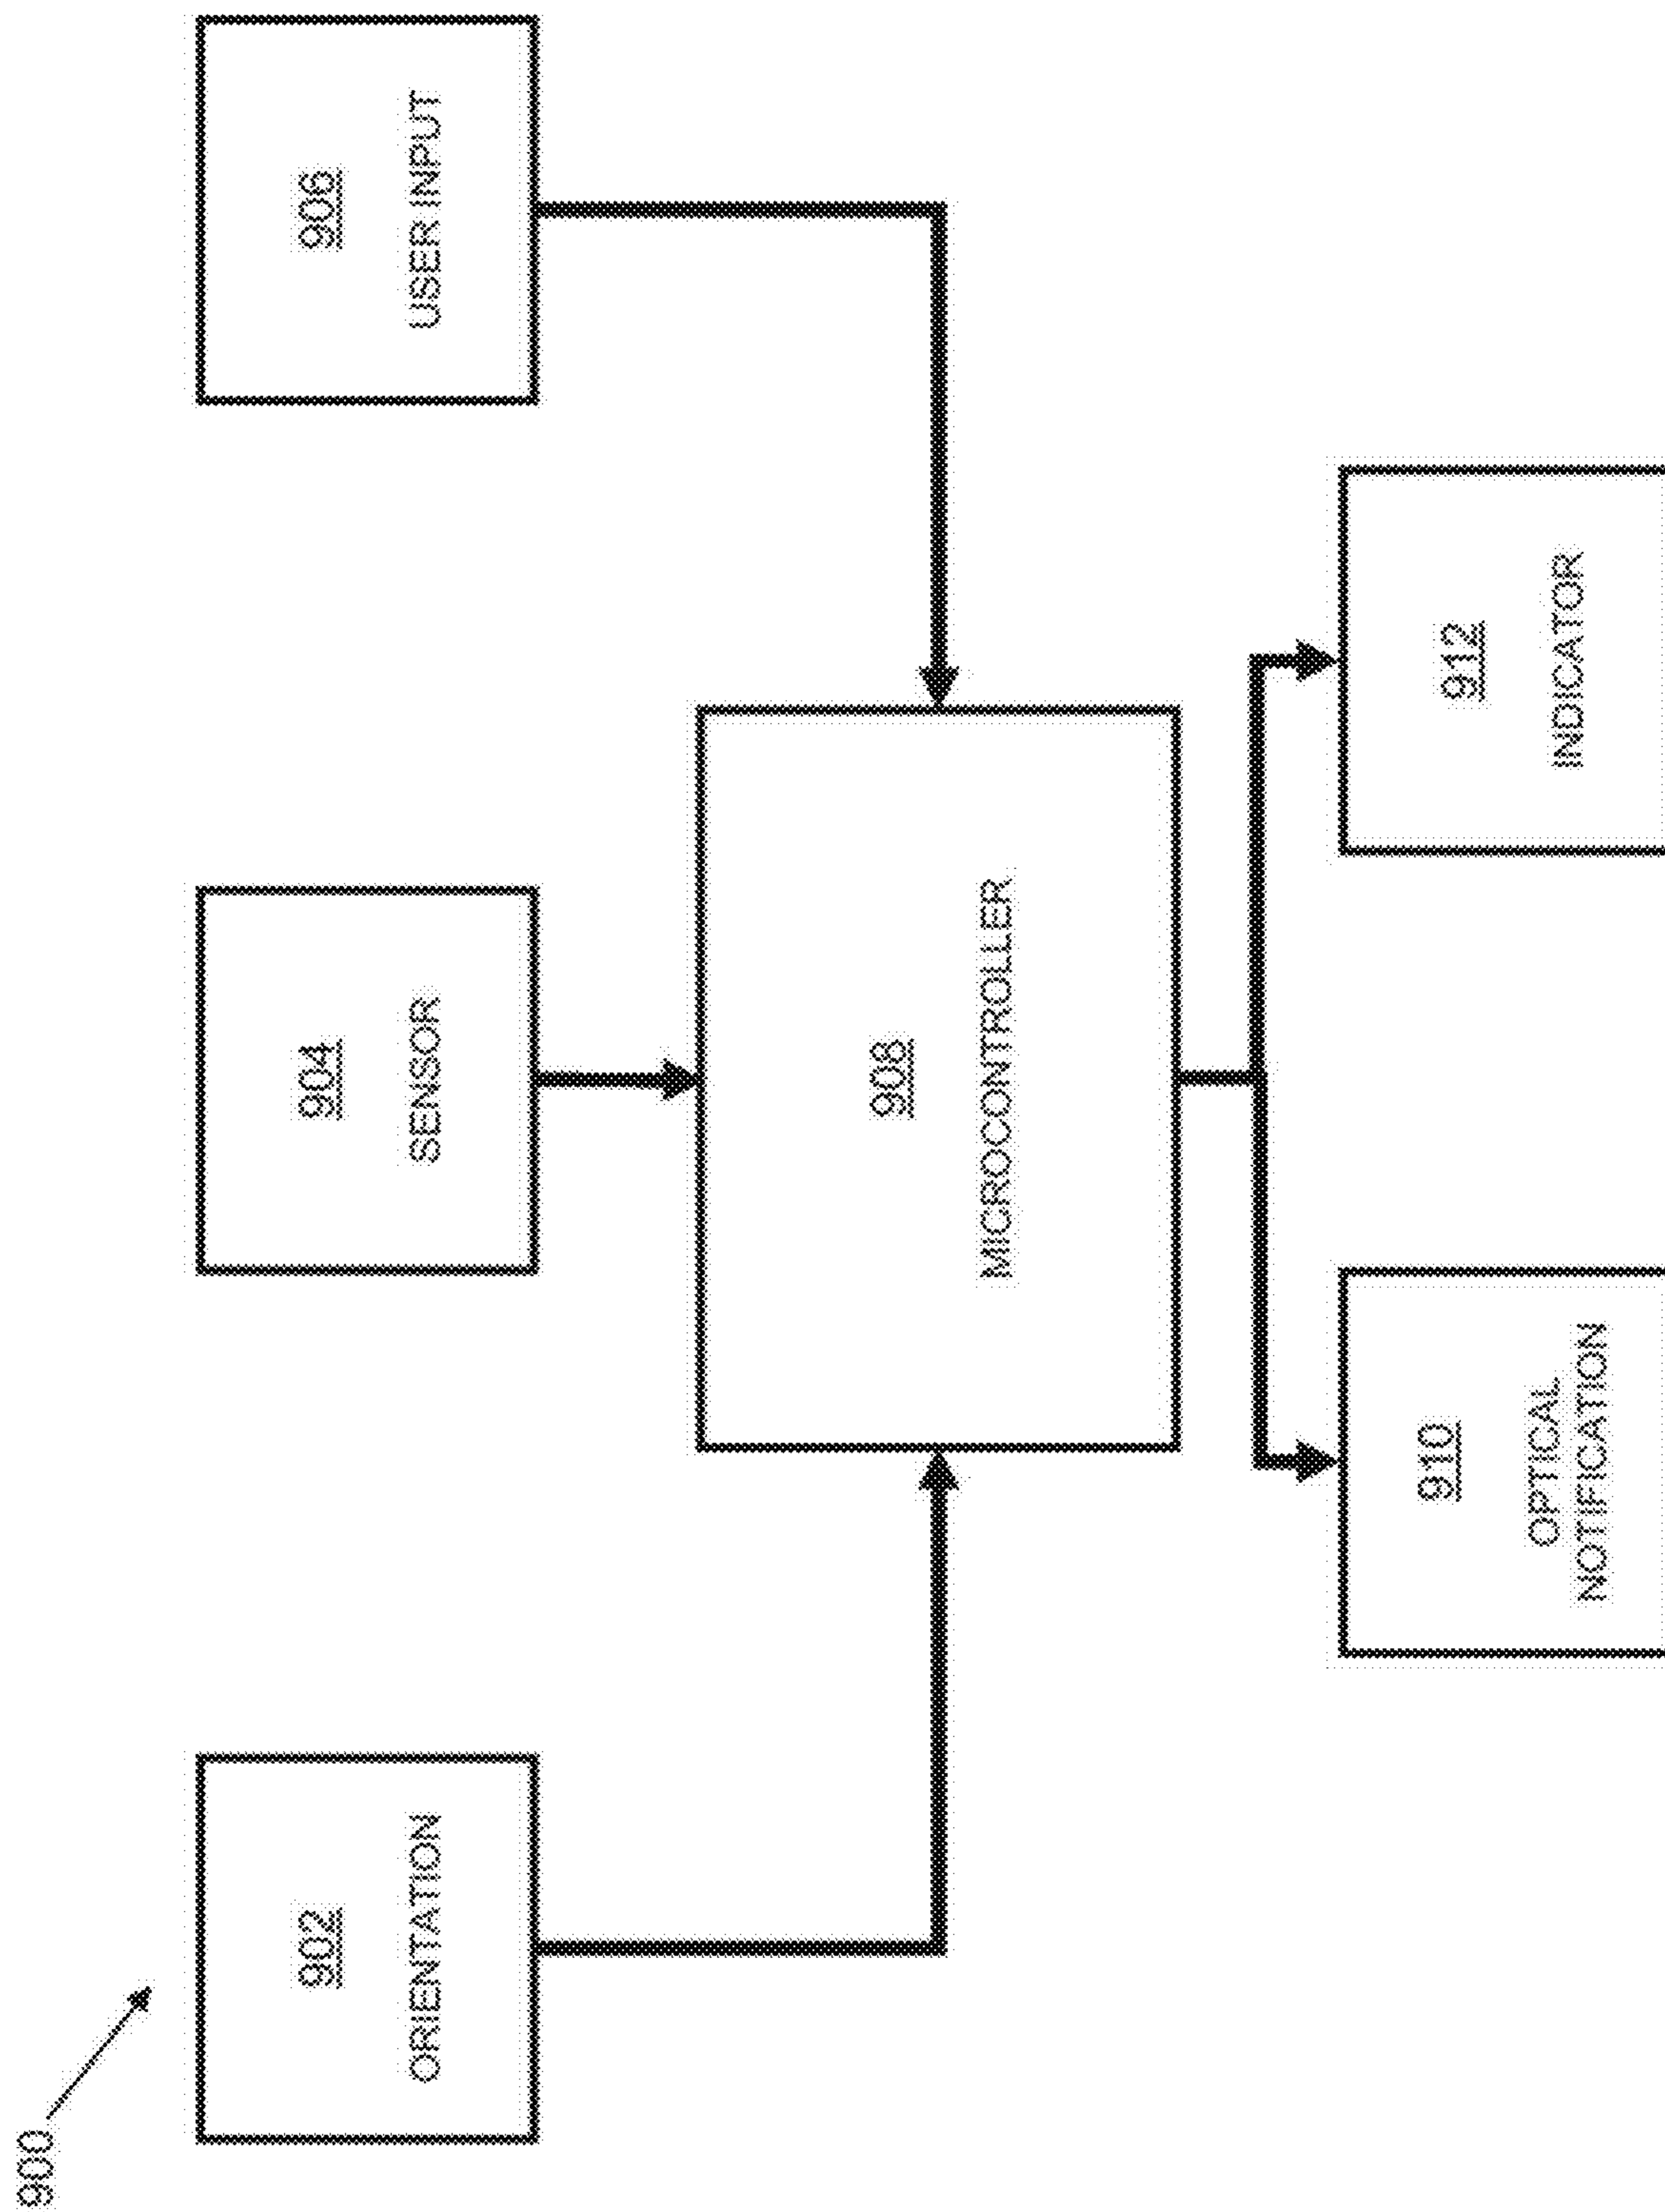 900
902
ORIENTATION
904
SENSOR
906
USER INPUT
908
MICROCONTROLLER
910
OPTICAL
NOTIFICATION
912
INDICATOR